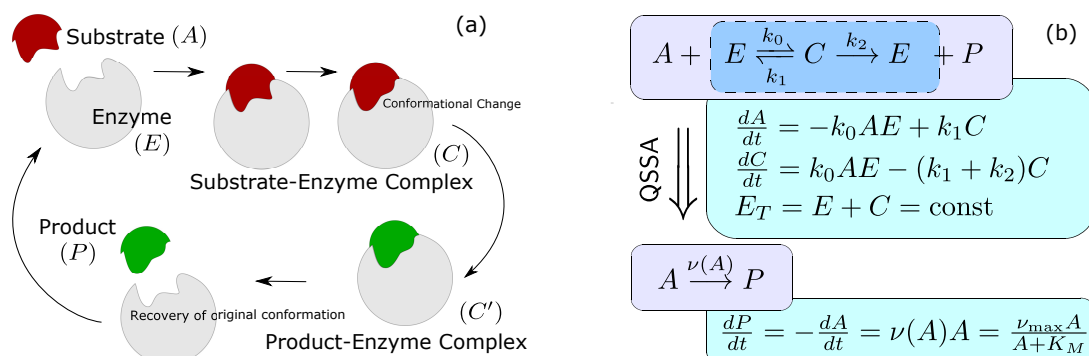 (a)
Substrate (A)
Enzyme
(E)
Conformational Change
(C)
Substrate-Enzyme Complex
Product
(P)
Recovery of original conformation
(C′)
Product-Enzyme Complex
(b)
A + E ⇌ C → E + P
k₀
k₁
k₂
QSSA
dA/dt = −k₀AE + k₁C
dC/dt = k₀AE − (k₁ + k₂)C
E_T = E + C = const
ν(A)
A → P
dP/dt = −dA/dt = ν(A)A = ν_max A/A+K_M